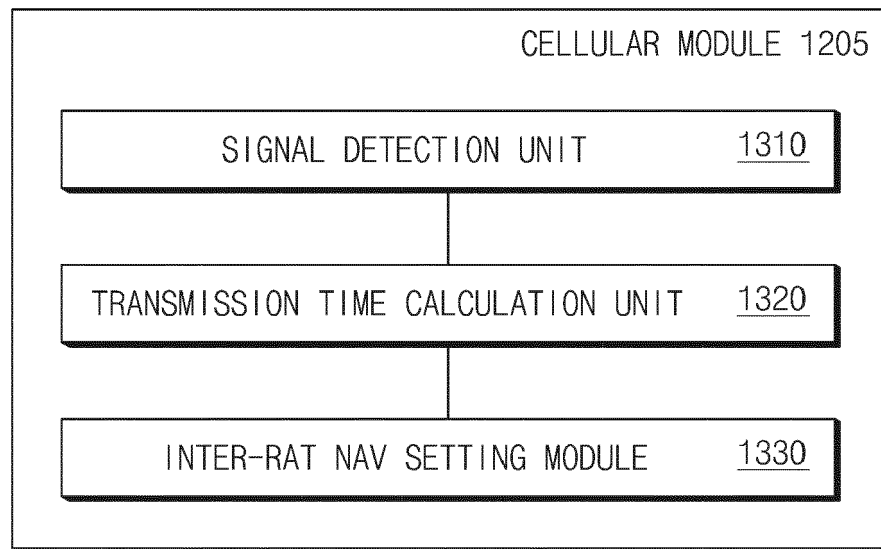 CELLULAR MODULE 1205
SIGNAL DETECTION UNIT 1310
TRANSMISSION TIME CALCULATION UNIT 1320
INTER-RAT NAV SETTING MODULE 1330